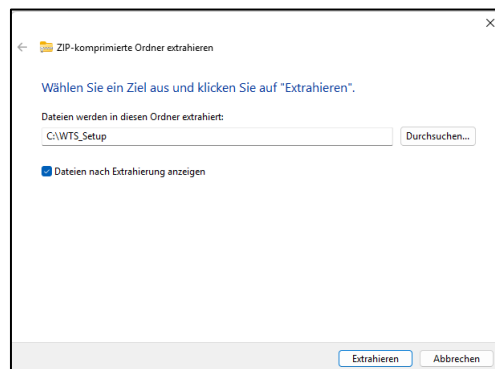 ZIP-komprimierte Ordner extrahieren
Wählen Sie ein Ziel aus und klicken Sie auf "Extrahieren".
Dateien werden in diesen Ordner extrahiert:
C:\WTS_Setup
Durchsuchen...
Dateien nach Extrahierung anzeigen
Extrahieren
Abbrechen